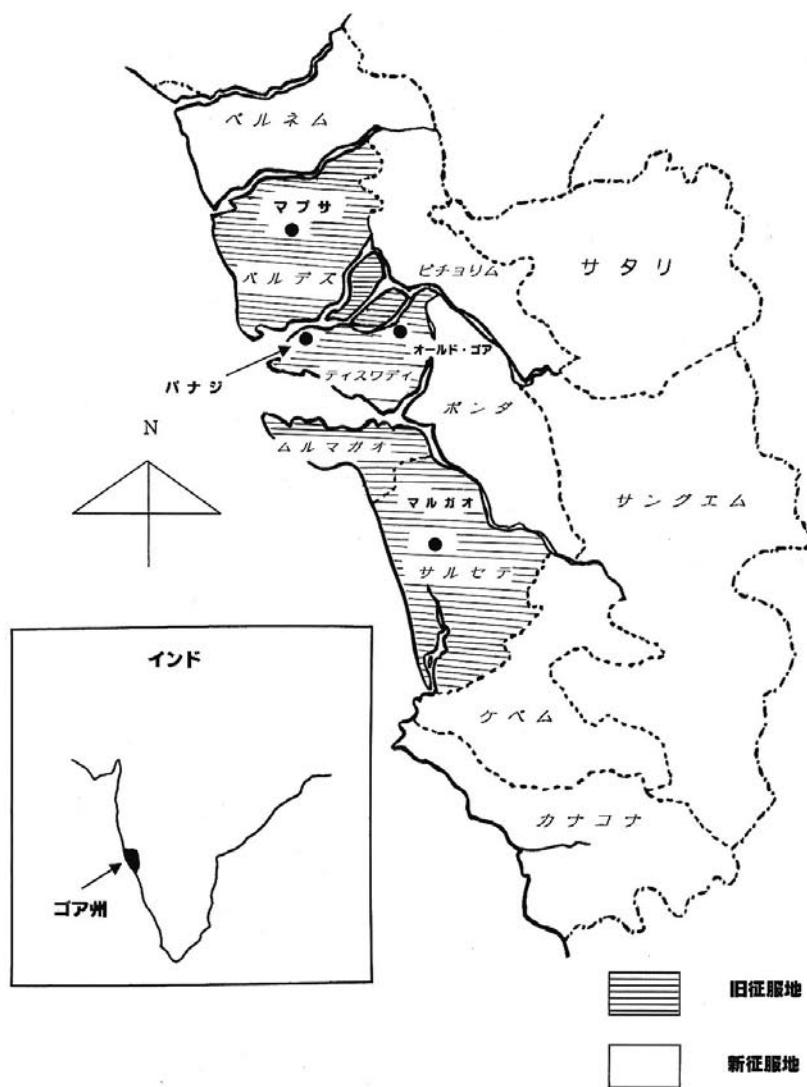 ペルネム
マプサ
バルデズ
ビチョリム
サタリ
オールド・ゴア
パナジ
ティスワディ
ポンダ
N
ムルマガオ
マルガオ
サングエム
サルセテ
インド
ケペム
カナコナ
ゴア州
旧征服地
新征服地